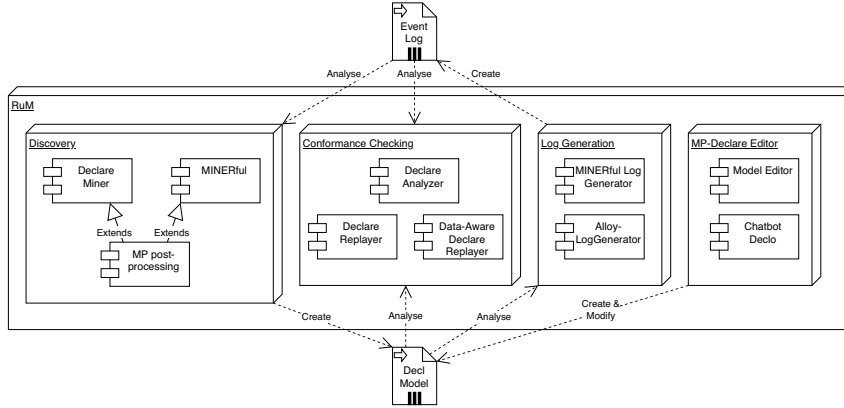 Event
Log
Analyse
Analyse
Create
RuM
Discovery
Declare
Miner
MINERful
Extends
Extends
MP post-
processing
Conformance Checking
Declare
Analyzer
Declare
Replayer
Data-Aware
Declare
Replayer
Log Generation
MINERful Log
Generator
Alloy-
LogGenerator
MP-Declare Editor
Model Editor
Chatbot
Declo
Create
Analyse
Analyse
Create &
Modify
Decl
Model